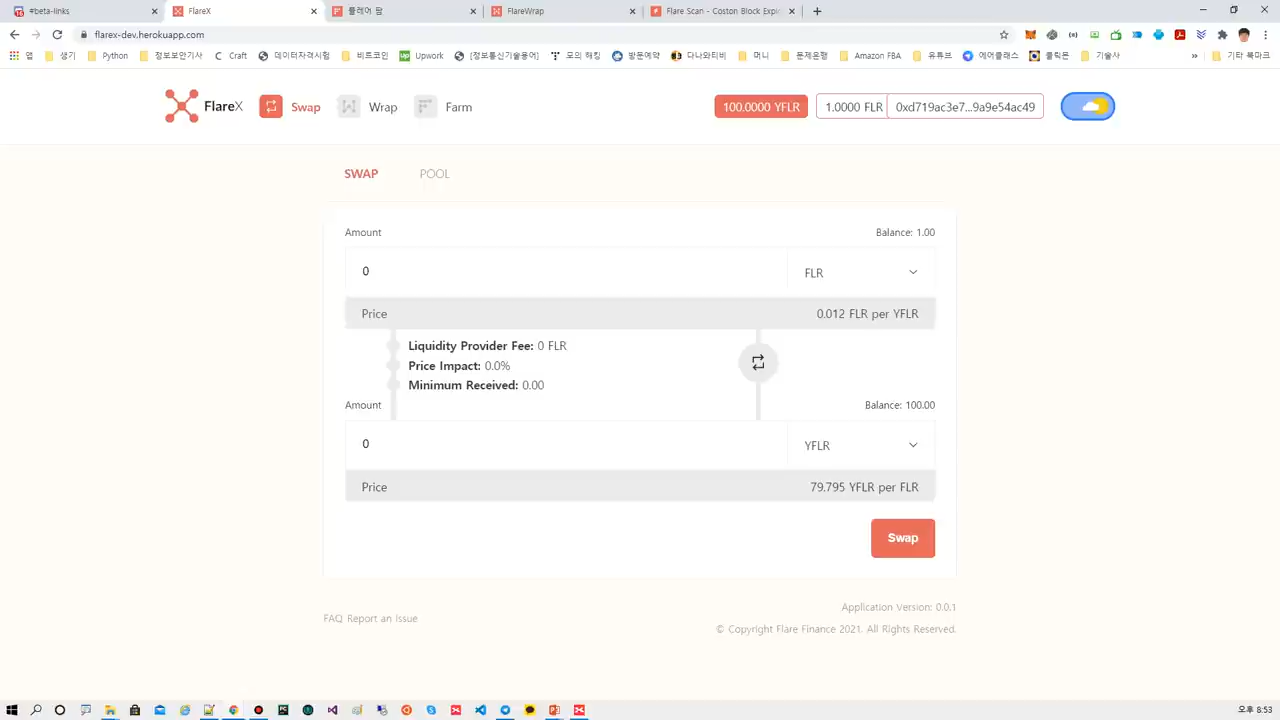 #beta-links
FlareX
플레어 팜
FlareWrap
Flare Scan - Coston Block Explo
flarex-dev.herokuapp.com
앱
생기
Python
정보보안기사
Craft
데이터자격시험
비트코인
Upwork
[정보통신기술용어]
모의 해킹
방문예약
다나와티비
머니
문제은행
Amazon FBA
유튜브
에어클래스
클릭몬
기술사
»
기타 북마크
FlareX
Swap
Wrap
Farm
100.0000 YFLR
1.0000 FLR
0xd719ac3e7...9a9e54ac49
SWAP
POOL
Amount
Balance: 1.00
0
FLR
Price
0.012 FLR per YFLR
Liquidity Provider Fee: 0 FLR
Price Impact: 0.0%
Minimum Received: 0.00
Amount
Balance: 100.00
0
YFLR
Price
79.795 YFLR per FLR
Swap
FAQ Report an Issue
Application Version: 0.0.1
© Copyright Flare Finance 2021. All Rights Reserved.
오후 8:53